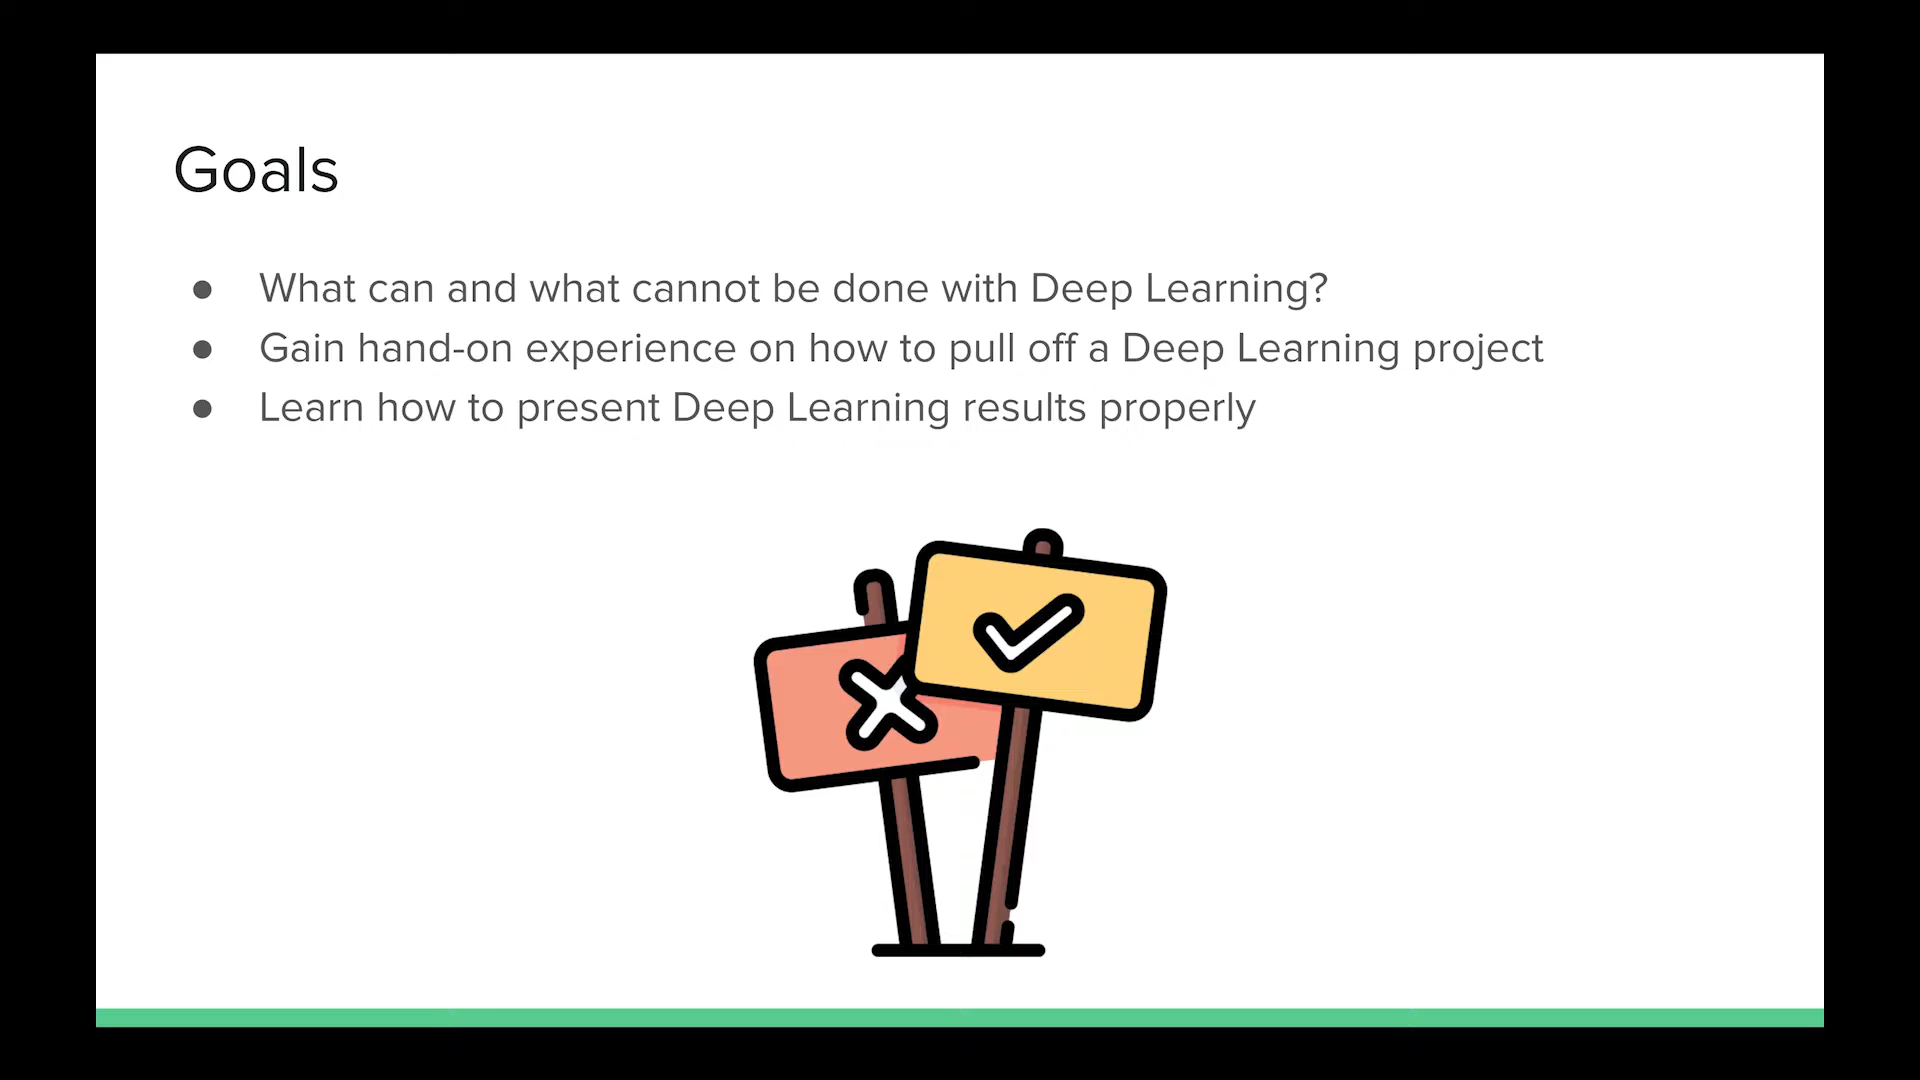 Goals
● What can and what cannot be done with Deep Learning?
● Gain hand-on experience on how to pull off a Deep Learning project
● Learn how to present Deep Learning results properly